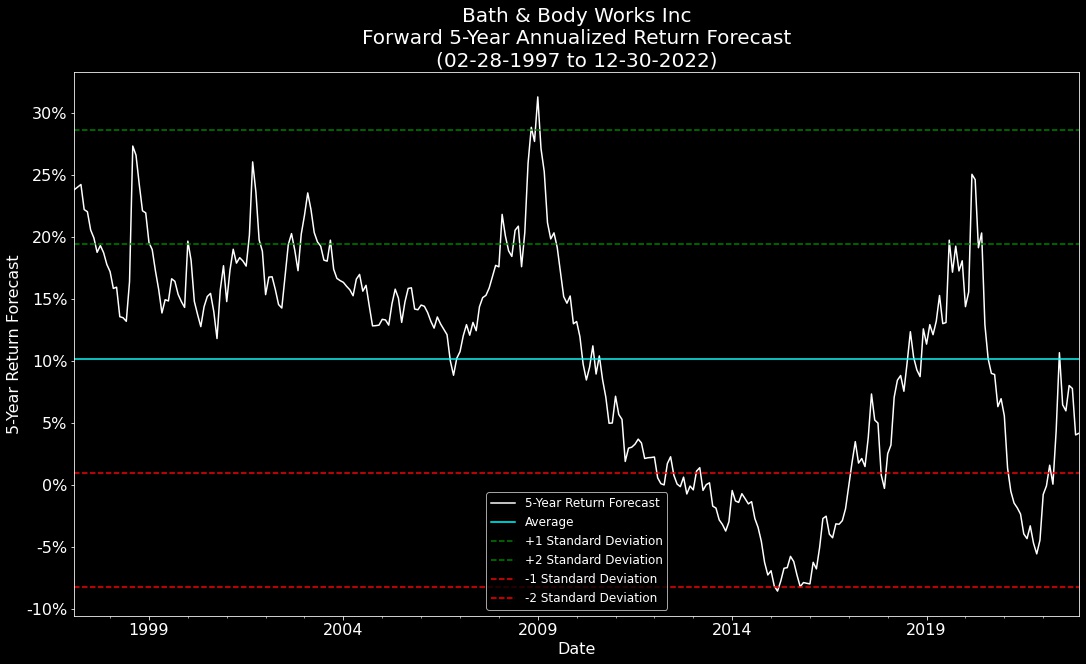 Bath & Body Works Inc
Forward 5-Year Annualized Return Forecast
(02-28-1997 to 12-30-2022)
5-Year Return Forecast
30%
25%
20%
15%
10%
5%
0%
-5%
-10%
5-Year Return Forecast
Average
+1 Standard Deviation
+2 Standard Deviation
-1 Standard Deviation
-2 Standard Deviation
1999 2004 2009 2014 2019
Date